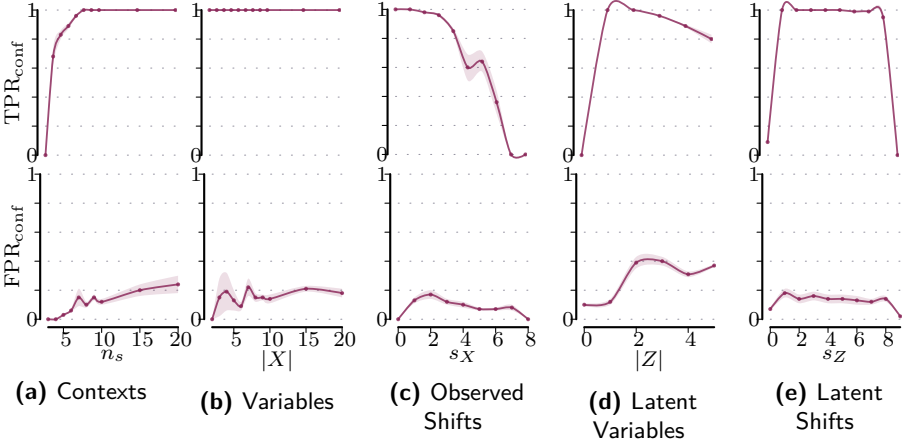 TPR_conf
1
0
1
0
1
0
1
0
1
0
FPR_conf
1
0
1
0
1
0
1
0
1
0
5 10 15 20
5 10 15 20
0 2 4 6 8
0 2 4
0 2 4 6 8
n_s
|X|
s_X
|Z|
s_Z
(a) Contexts
(b) Variables
(c) Observed
Shifts
(d) Latent
Variables
(e) Latent
Shifts